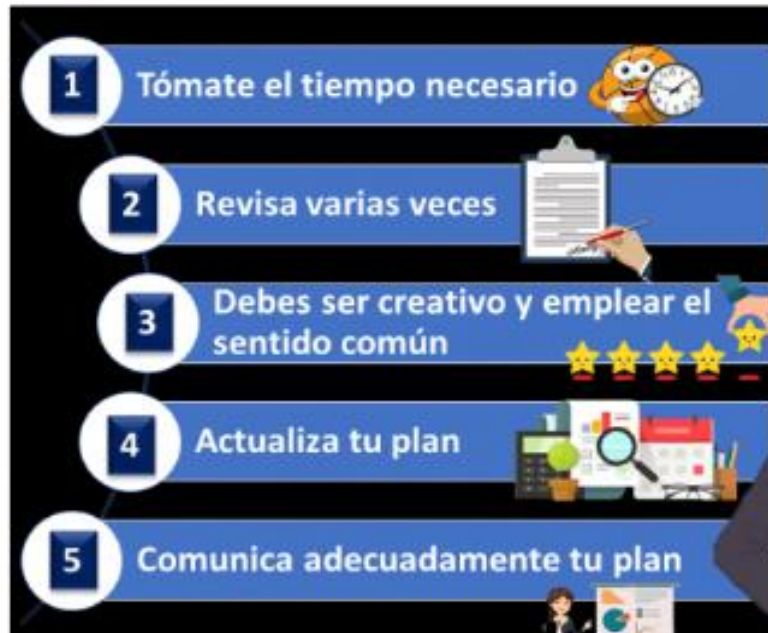 1 Tómate el tiempo necesario
2 Revisa varias veces
3 Debes ser creativo y emplear el
sentido común
4 Actualiza tu plan
5 Comunica adecuadamente tu plan